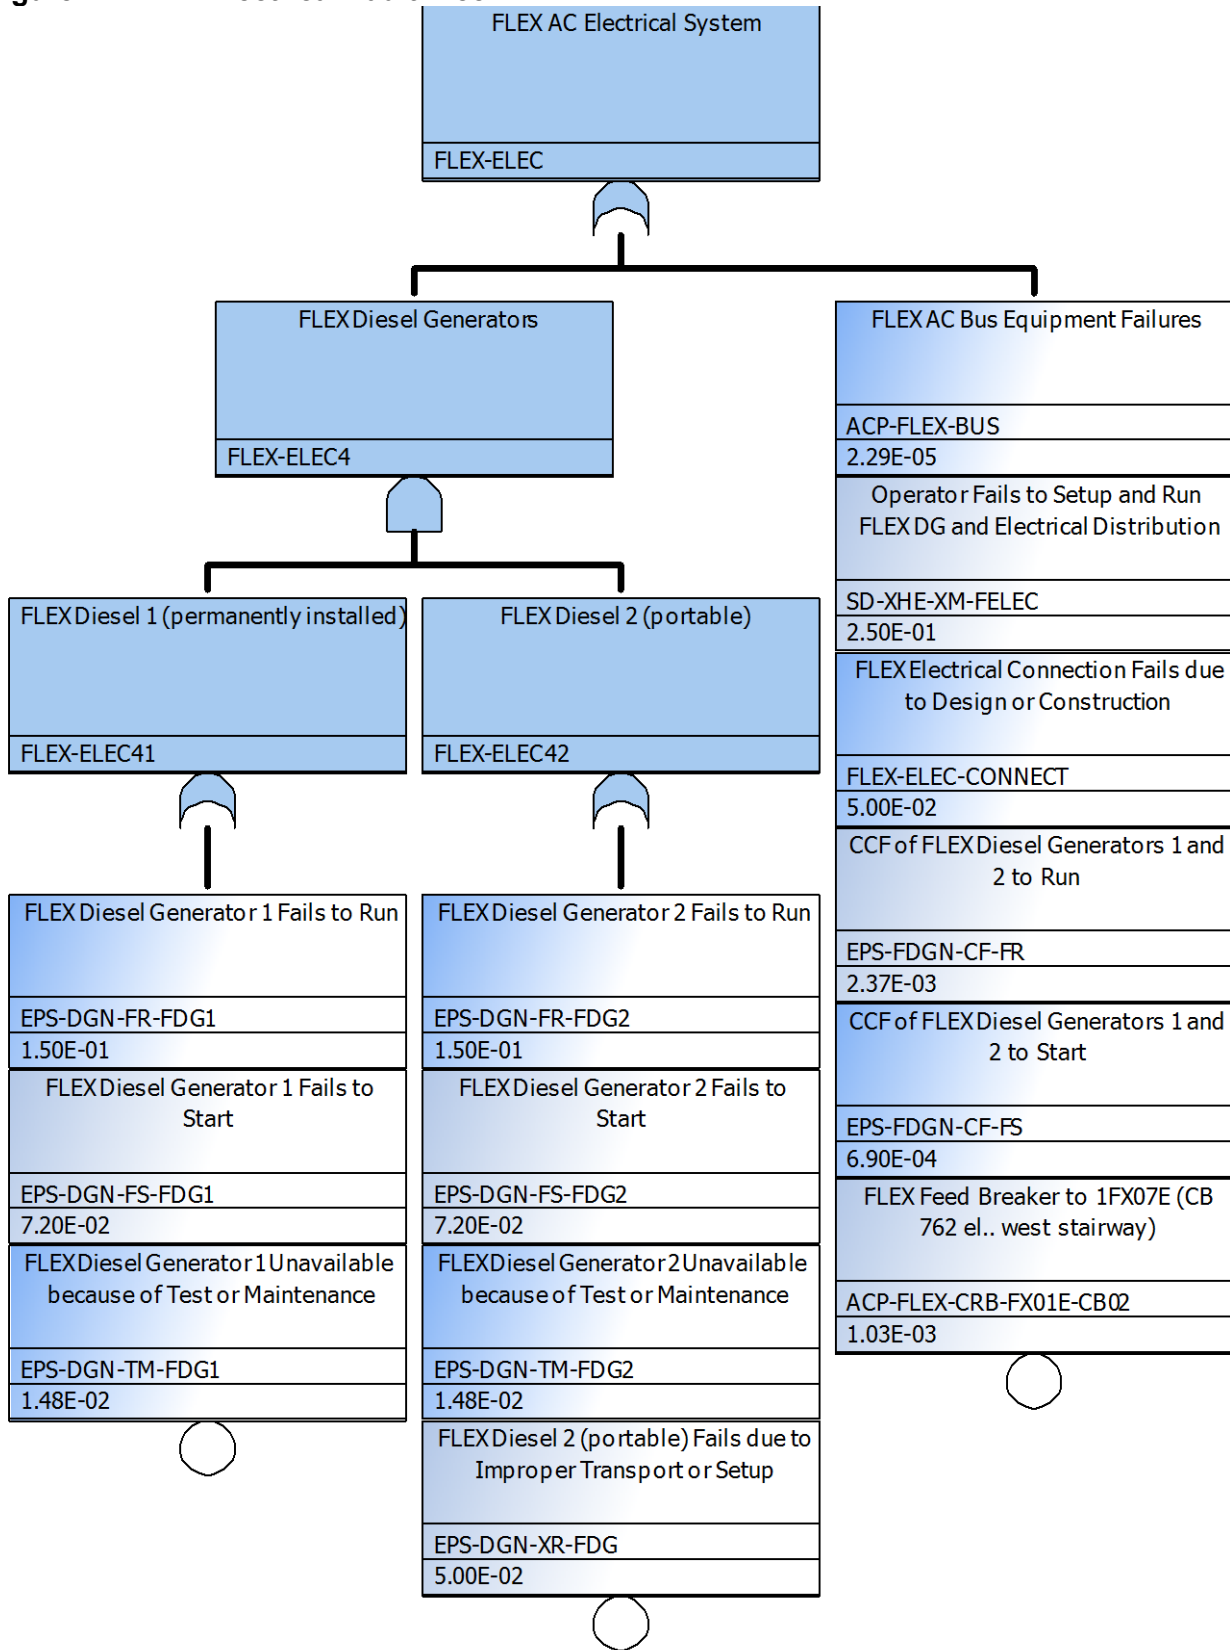 FLEX AC Electrical System
FLEX-ELEC
FLEX Diesel Generators
FLEX-ELEC4
FLEX AC Bus Equipment Failures
ACP-FLEX-BUS
2.29E-05
Operator Fails to Setup and Run
FLEX DG and Electrical Distribution
SD-XHE-XM-FELEC
2.50E-01
FLEX Electrical Connection Fails due
to Design or Construction
FLEX-ELEC-CONNECT
5.00E-02
CCF of FLEX Diesel Generators 1 and
2 to Run
EPS-FDGN-CF-FR
2.37E-03
CCF of FLEX Diesel Generators 1 and
2 to Start
EPS-FDGN-CF-FS
6.90E-04
FLEX Feed Breaker to 1FX07E (CB
762 el.. west stairway)
ACP-FLEX-CRB-FX01E-CB02
1.03E-03
FLEX Diesel 1 (permanently installed)
FLEX-ELEC41
FLEX Diesel Generator 1 Fails to Run
EPS-DGN-FR-FDG1
1.50E-01
FLEX Diesel Generator 1 Fails to
Start
EPS-DGN-FS-FDG1
7.20E-02
FLEX Diesel Generator 1 Unavailable
because of Test or Maintenance
EPS-DGN-TM-FDG1
1.48E-02
FLEX Diesel 2 (portable)
FLEX-ELEC42
FLEX Diesel Generator 2 Fails to Run
EPS-DGN-FR-FDG2
1.50E-01
FLEX Diesel Generator 2 Fails to
Start
EPS-DGN-FS-FDG2
7.20E-02
FLEX Diesel Generator 2 Unavailable
because of Test or Maintenance
EPS-DGN-TM-FDG2
1.48E-02
FLEX Diesel 2 (portable) Fails due to
Improper Transport or Setup
EPS-DGN-XR-FDG
5.00E-02